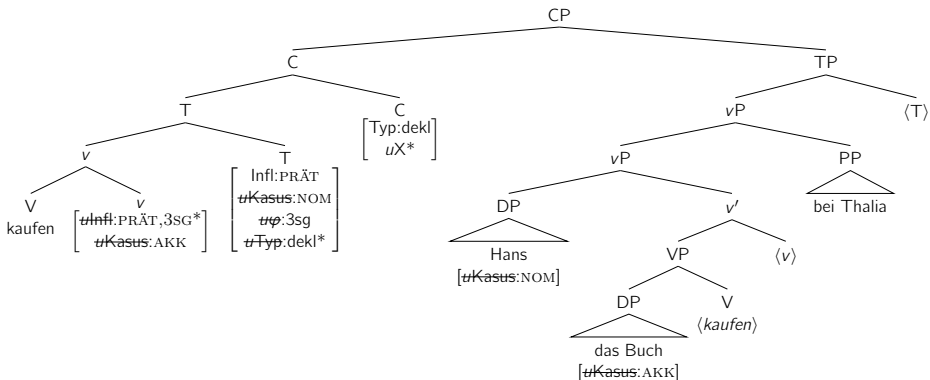 CP
C TP
T C vP ⟨T⟩
[Typ:dekl
uX*]
v T vP PP
[Infl:PRÄT
uKasus:NOM
uφ:3sg
uTyp:dekl*]
V v DP v′ bei Thalia
kaufen [uInfl:PRÄT,3SG*
uKasus:AKK]
Hans VP ⟨v⟩
[uKasus:NOM]
DP V
⟨kaufen⟩
das Buch
[uKasus:AKK]